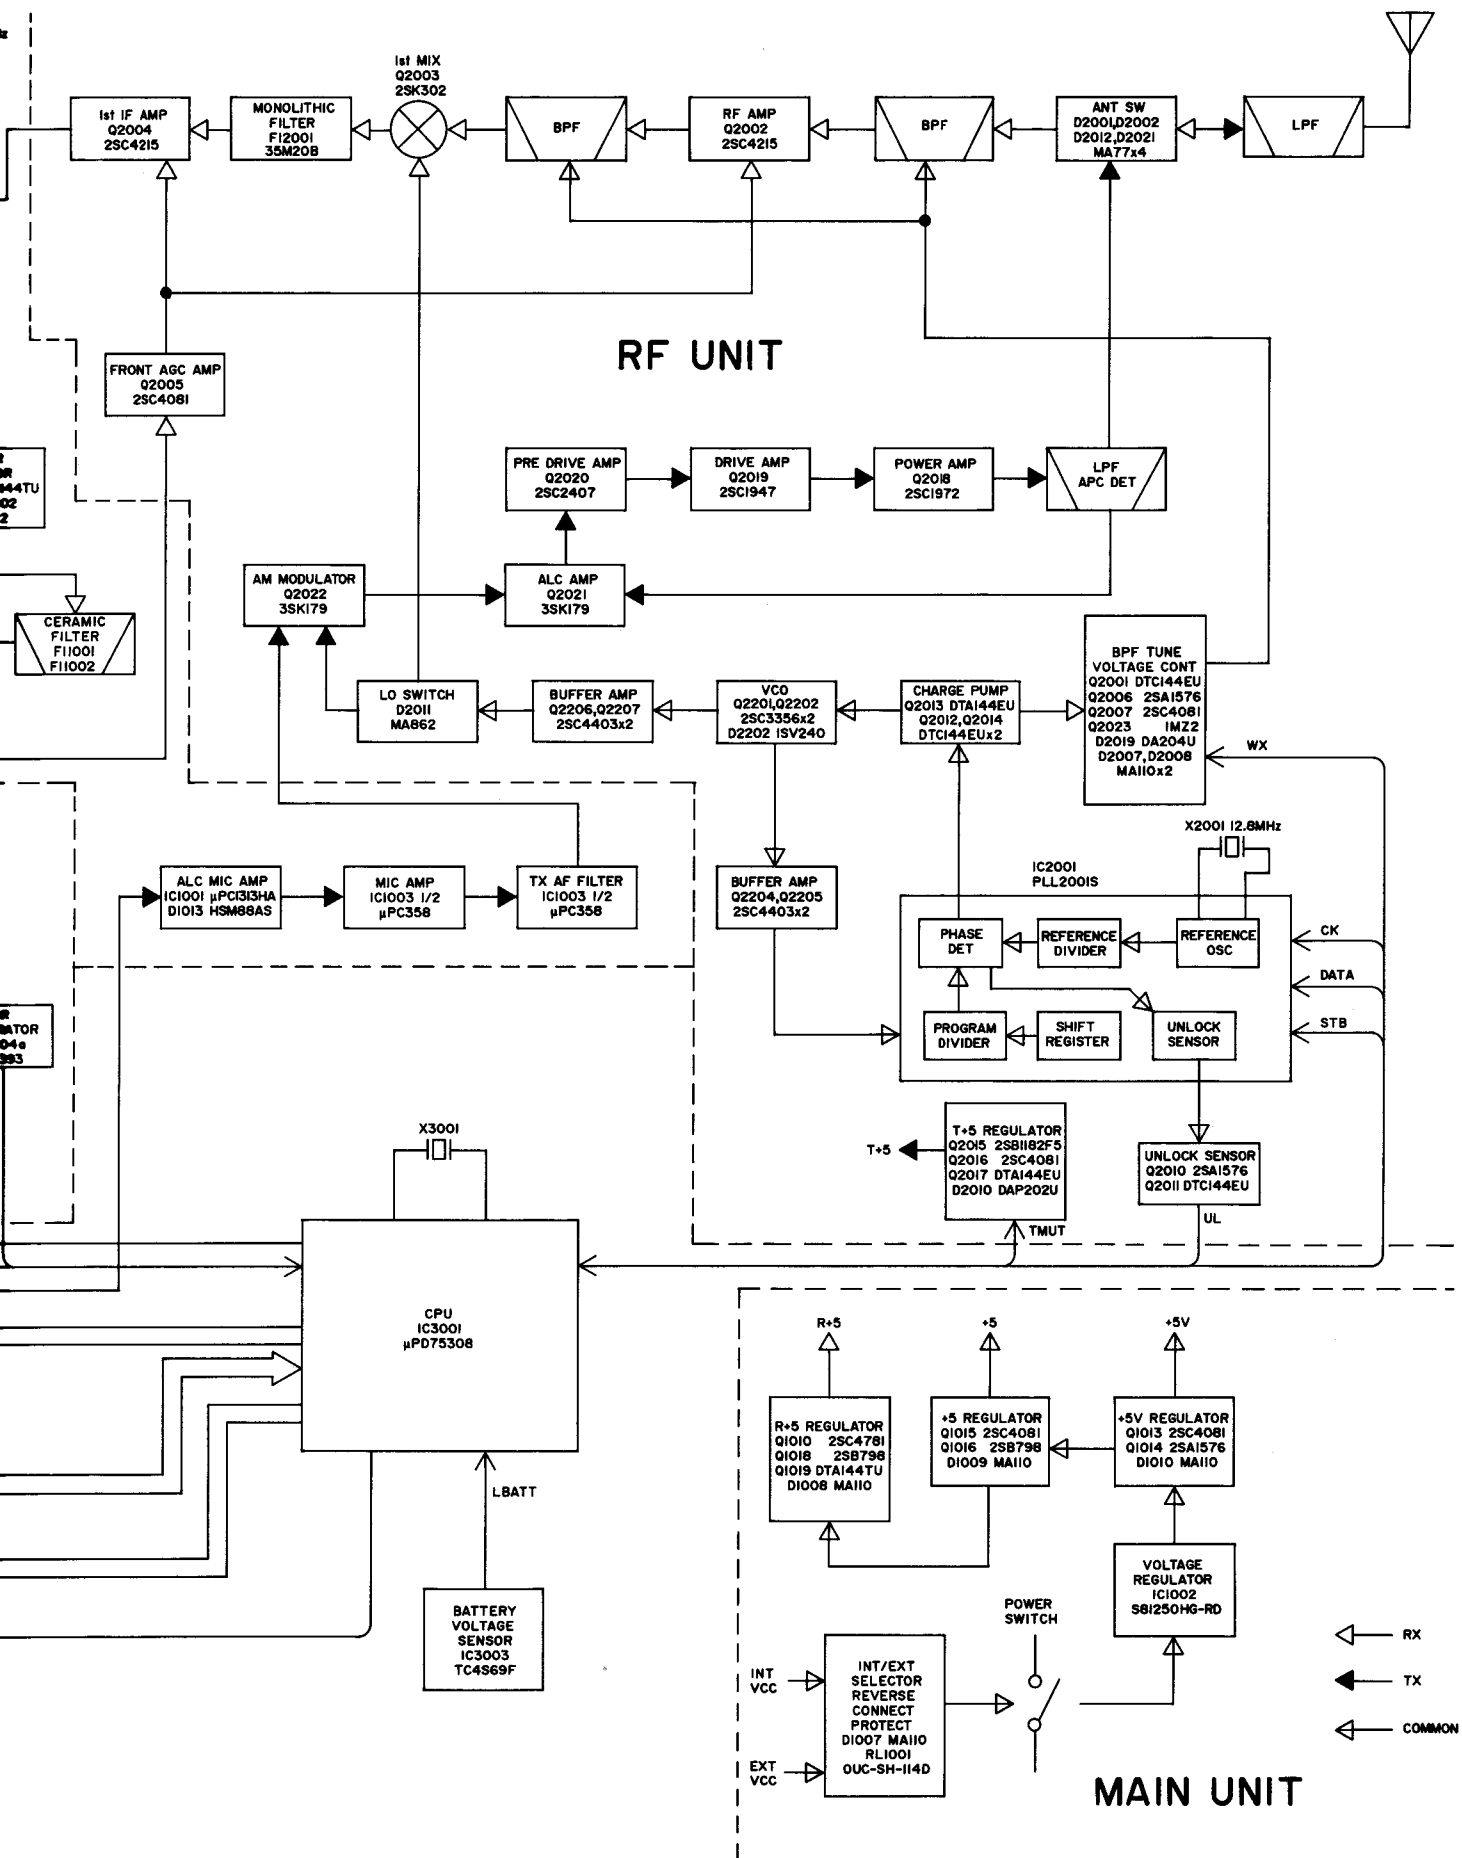 1st MIX
Q2003
2SK302
1st IF AMP
Q2004
2SC4215
MONOLITHIC
FILTER
FI2001
35M20B
BPF
RF AMP
Q2002
2SC4215
BPF
ANT SW
D2001,D2002
D2012,D2021
MA77x4
LPF
RF UNIT
FRONT AGC AMP
Q2005
2SC4081
144TU
PRE DRIVE AMP
Q2020
2SC2407
DRIVE AMP
Q2019
2SC1947
POWER AMP
Q2018
2SC1972
LPF
APC DET
AM MODULATOR
Q2022
3SK179
ALC AMP
Q2021
3SK179
CERAMIC
FILTER
FI1001
FI1002
LO SWITCH
D2011
MA862
BUFFER AMP
Q2206,Q2207
2SC4403x2
VCO
Q2201,Q2202
2SC3356x2
D2202 1SV240
CHARGE PUMP
Q2013 DTA144EU
Q2012,Q2014
DTC144EUx2
BPF TUNE
VOLTAGE CONT
Q2001 DTC144EU
Q2006 2SA1576
Q2007 2SC4081
Q2023 IMZ2
D2019 DA204U
D2007,D2008
MA110x2
WX
X2001 12.8MHz
ALC MIC AMP
IC1001 µPC1313HA
D1013 HSM88AS
MIC AMP
IC1003 1/2
µPC358
TX AF FILTER
IC1003 1/2
µPC358
BUFFER AMP
Q2204,Q2205
2SC4403x2
IC2001
PLL2001S
PHASE
DET
REFERENCE
DIVIDER
REFERENCE
OSC
CK
DATA
STB
PROGRAM
DIVIDER
SHIFT
REGISTER
UNLOCK
SENSOR
T+5
T+5 REGULATOR
Q2015 2SB1182F5
Q2016 2SC4081
Q2017 DTA144EU
D2010 DAP202U
TMUT
UNLOCK SENSOR
Q2010 2SA1576
Q2011 DTC144EU
UL
X3001
CPU
IC3001
µPD75308
LBATT
BATTERY
VOLTAGE
SENSOR
IC3003
TC4S69F
R+5
+5
+5V
R+5 REGULATOR
Q1010 2SC4781
Q1018 2SB798
Q1019 DTA144TU
D1008 MA110
+5 REGULATOR
Q1015 2SC4081
Q1016 2SB798
D1009 MA110
+5V REGULATOR
Q1013 2SC4081
Q1014 2SA1576
D1010 MA110
VOLTAGE
REGULATOR
IC1002
S81250HG-RD
POWER
SWITCH
INT
VCC
EXT
VCC
INT/EXT
SELECTOR
REVERSE
CONNECT
PROTECT
D1007 MA110
RL1001
OUC-SH-114D
RX
TX
COMMON
MAIN UNIT